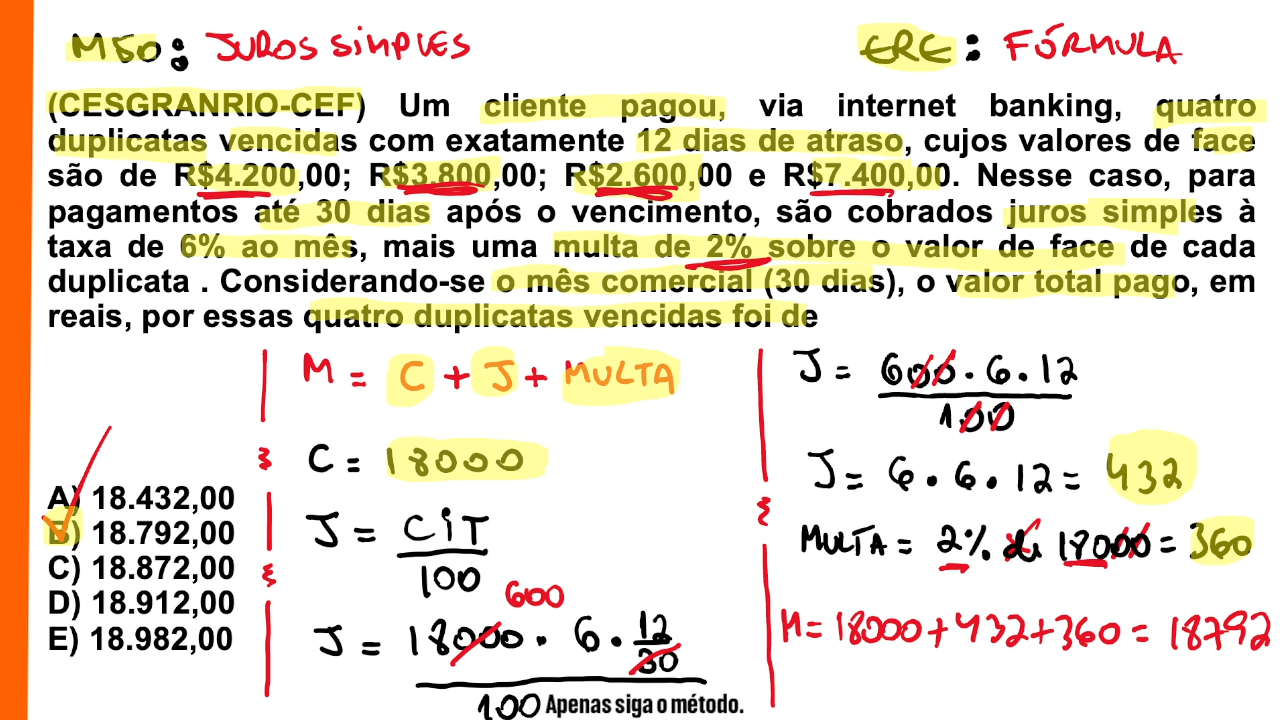 M50: JUROS SIMPLES
ERE: FÓRMULA
(CESGRANRIO-CEF) Um cliente pagou, via internet banking, quatro
duplicatas vencidas com exatamente 12 dias de atraso, cujos valores de face
são de R$4.200,00; R$3.800,00; R$2.600,00 e R$7.400,00. Nesse caso, para
pagamentos até 30 dias após o vencimento, são cobrados juros simples à
taxa de 6% ao mês, mais uma multa de 2% sobre o valor de face de cada
duplicata . Considerando-se o mês comercial (30 dias), o valor total pago, em
reais, por essas quatro duplicatas vencidas foi de
A) 18.432,00
B) 18.792,00
C) 18.872,00
D) 18.912,00
E) 18.982,00
M = C + J + MULTA
C = 18000
J = CiT
100
600
J = 18000 . 6 . 12
30
100
J = 600 . 6 . 12
100
J = 6 . 6 . 12 = 432
MULTA = 2% de 18000 = 360
M = 18000 + 432 + 360 = 18792
Apenas siga o método.